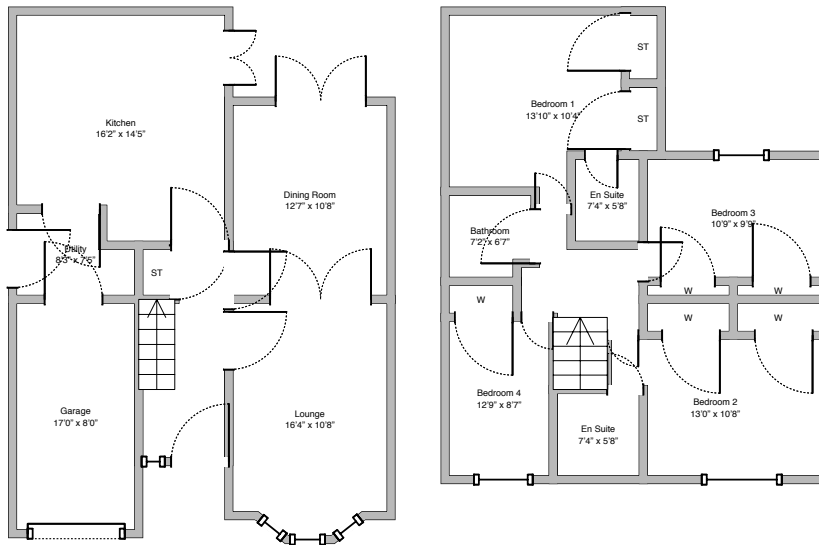 Kitchen
16'2" x 14'5"
Dining Room
12'7" x 10'8"
Utility
8'3" x 7'5"
ST
Garage
17'0" x 8'0"
Lounge
16'4" x 10'8"
ST
Bedroom 1
13'10" x 10'4"
ST
En Suite
7'4" x 5'8"
Bathroom
7'2" x 6'7"
Bedroom 3
10'9" x 9'9"
W
W
W
W
W
Bedroom 4
12'9" x 8'7"
Bedroom 2
13'0" x 10'8"
En Suite
7'4" x 5'8"